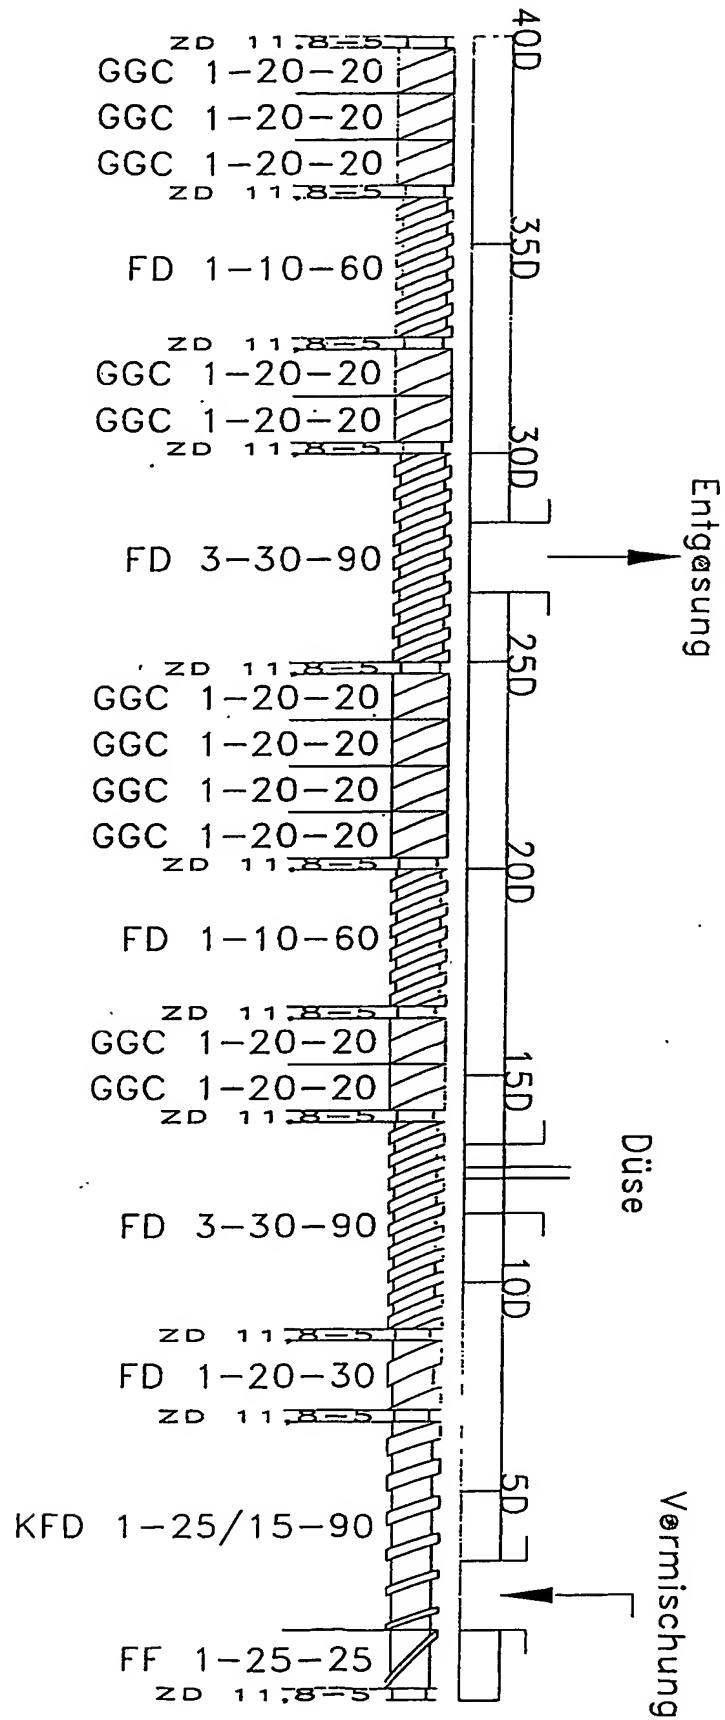 ZD 11.8-5
GGC 1-20-20
GGC 1-20-20
GGC 1-20-20
ZD 11.8-5
FD 1-10-60
ZD 11.8-5
GGC 1-20-20
GGC 1-20-20
ZD 11.8-5
FD 3-30-90
ZD 11.8-5
GGC 1-20-20
GGC 1-20-20
GGC 1-20-20
GGC 1-20-20
ZD 11.8-5
FD 1-10-60
ZD 11.8-5
GGC 1-20-20
GGC 1-20-20
ZD 11.8-5
FD 3-30-90
ZD 11.8-5
FD 1-20-30
ZD 11.8-5
KFD 1-25/15-90
FF 1-25-25
ZD 11.8-5
40D
35D
30D
25D
20D
15D
10D
5D
Entgasung
Düse
Vormischung